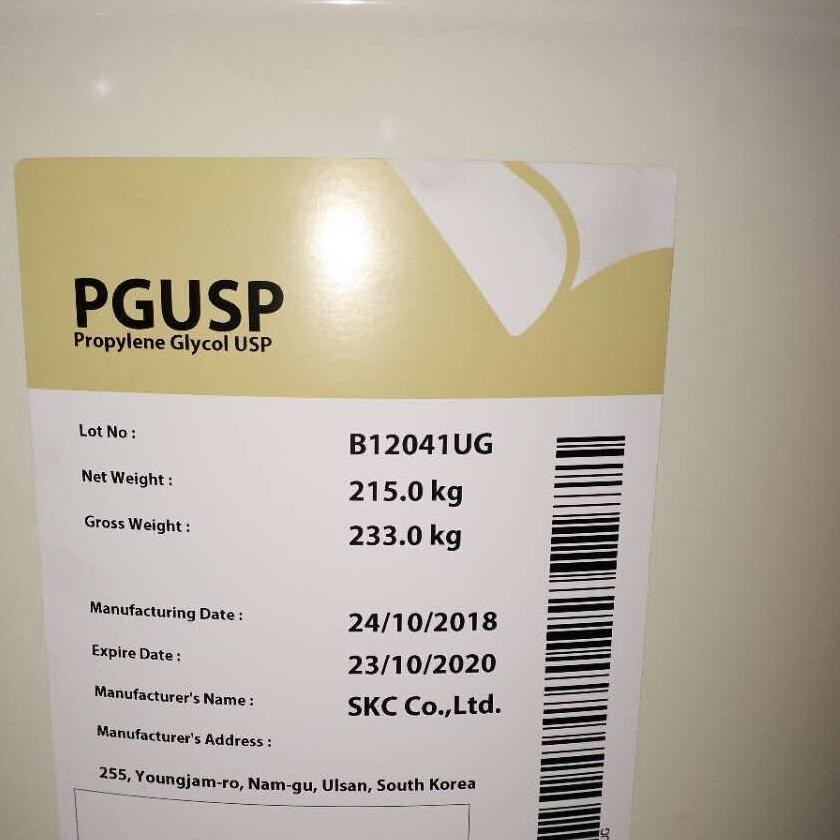 PGUSP
Propylene Glycol USP
Lot No : B12041UG
Net Weight : 215.0 kg
Gross Weight : 233.0 kg
Manufacturing Date : 24/10/2018
Expire Date : 23/10/2020
Manufacturer's Name : SKC Co.,Ltd.
Manufacturer's Address :
255, Youngjam-ro, Nam-gu, Ulsan, South Korea